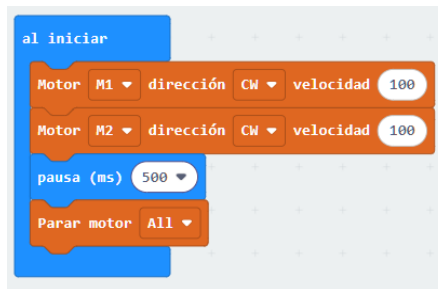 al iniciar
Motor M1 dirección CW velocidad 100
Motor M2 dirección CW velocidad 100
pausa (ms) 500
Parar motor All